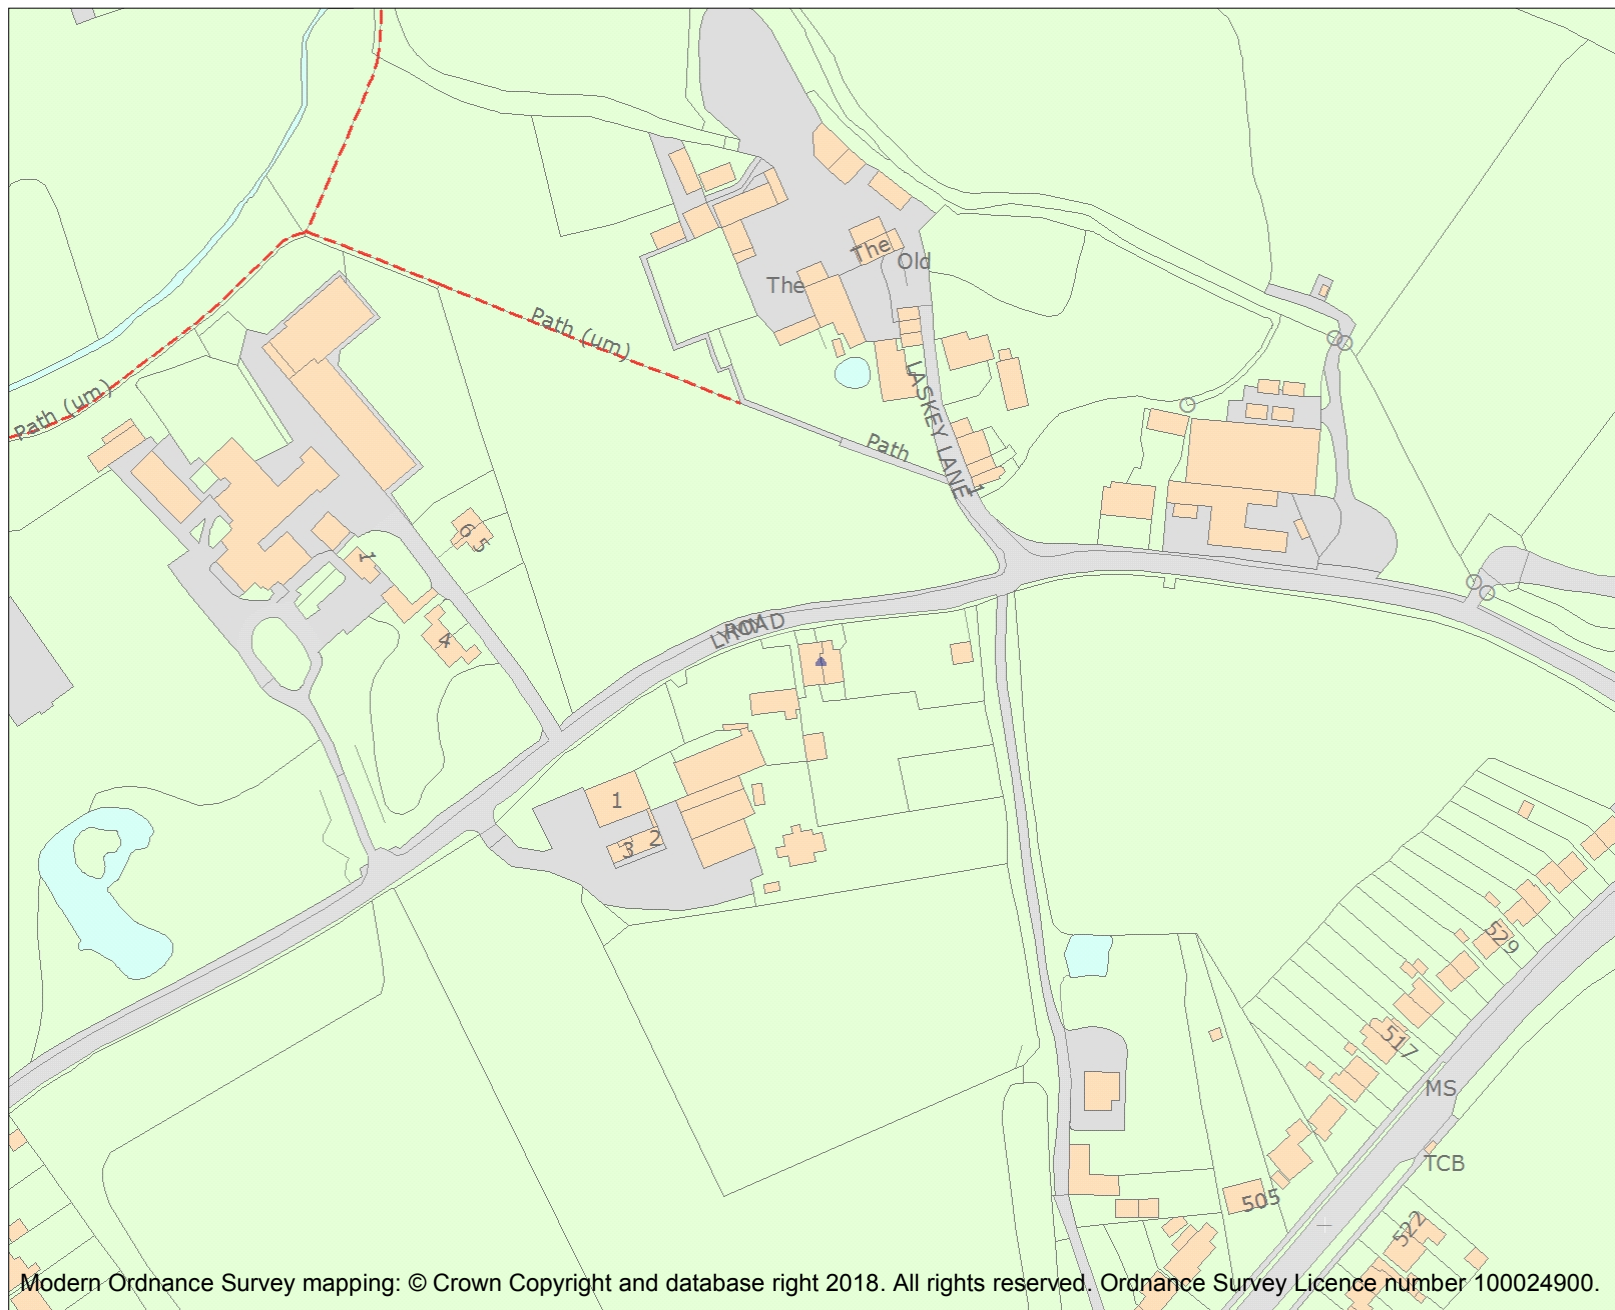 The
Old
The
Path (um)
Path (um)
LASKEY LANE
Path
1
6
5
1
4
LYMM
ROAD
1
2
3
529
517
MS
TCB
505
522
Modern Ordnance Survey mapping: © Crown Copyright and database right 2018. All rights reserved. Ordnance Survey Licence number 100024900.